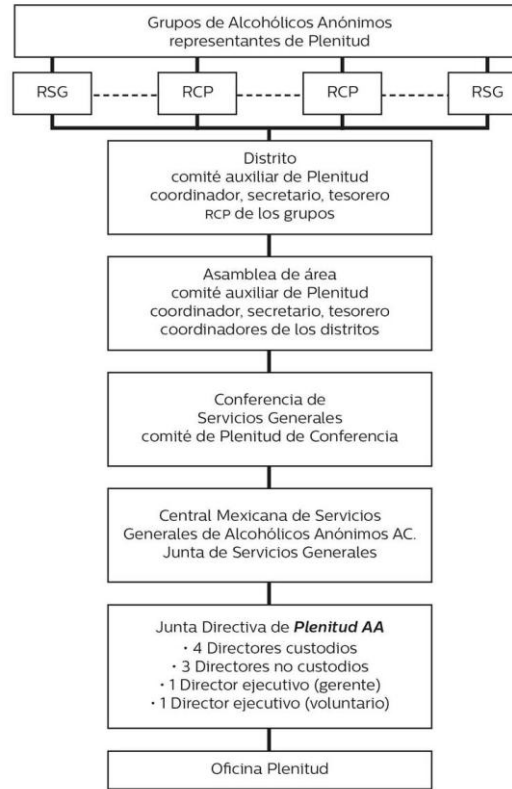 Grupos de Alcohólicos Anónimos
representantes de Plenitud
RSG
RCP
RCP
RSG
Distrito
comité auxiliar de Plenitud
coordinador, secretario, tesorero
RCP de los grupos
Asamblea de área
comité auxiliar de Plenitud
coordinador, secretario, tesorero
coordinadores de los distritos
Conferencia de
Servicios Generales
comité de Plenitud de Conferencia
Central Mexicana de Servicios
Generales de Alcohólicos Anónimos AC.
Junta de Servicios Generales
Junta Directiva de Plenitud AA
· 4 Directores custodios
· 3 Directores no custodios
· 1 Director ejecutivo (gerente)
· 1 Director ejecutivo (voluntario)
Oficina Plenitud